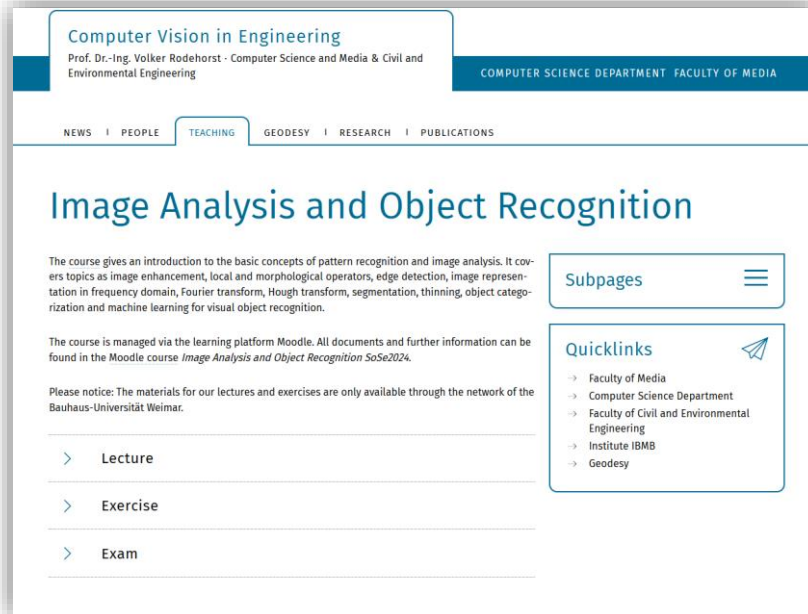 Computer Vision in Engineering
Prof. Dr.-Ing. Volker Rodehorst - Computer Science and Media & Civil and
Environmental Engineering
COMPUTER SCIENCE DEPARTMENT FACULTY OF MEDIA
NEWS I PEOPLE TEACHING GEODESY I RESEARCH I PUBLICATIONS
Image Analysis and Object Recognition
The course gives an introduction to the basic concepts of pattern recognition and image analysis. It cov-
ers topics as image enhancement, local and morphological operators, edge detection, image represen-
tation in frequency domain, Fourier transform, Hough transform, segmentation, thinning, object catego-
rization and machine learning for visual object recognition.
The course is managed via the learning platform Moodle. All documents and further information can be
found in the Moodle course Image Analysis and Object Recognition SoSe2024.
Please notice: The materials for our lectures and exercises are only available through the network of the
Bauhaus-Universität Weimar.
Lecture
Exercise
Exam
Subpages
Quicklinks
Faculty of Media
Computer Science Department
Faculty of Civil and Environmental
Engineering
Institute IBMB
Geodesy